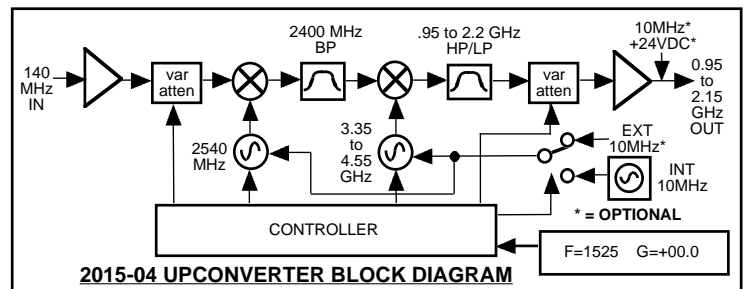 2400 MHz
BP
.95 to 2.2 GHz
HP/LP
10MHz*
+24VDC*
140
MHz
IN
var
atten
var
atten
0.95
to
2.15
GHz
OUT
2540
MHz
3.35
to
4.55
GHz
EXT
10MHz*
INT
10MHz
* = OPTIONAL
CONTROLLER
F=1525 G=+00.0
2015-04 UPCONVERTER BLOCK DIAGRAM